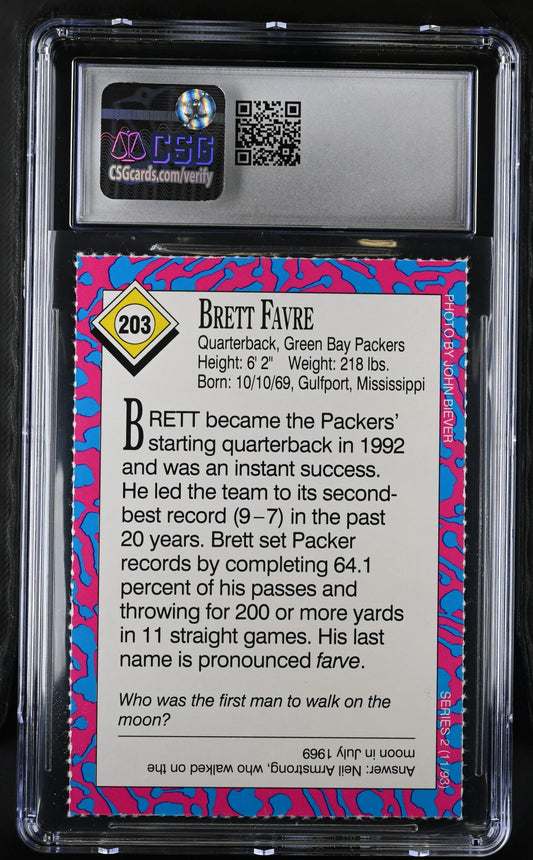 CSG
CSGcards.com/verify
203
BRETT FAVRE
Quarterback, Green Bay Packers
Height: 6' 2" Weight: 218 lbs.
Born: 10/10/69, Gulfport, Mississippi
BRETT became the Packers'
starting quarterback in 1992
and was an instant success.
He led the team to its second-
best record (9–7) in the past
20 years. Brett set Packer
records by completing 64.1
percent of his passes and
throwing for 200 or more yards
in 11 straight games. His last
name is pronounced farve.
Who was the first man to walk on the
moon?
Answer: Neil Armstrong, who walked on the
moon in July 1969
PHOTO BY JOHN BIEVER
SERIES 2 (11/93)